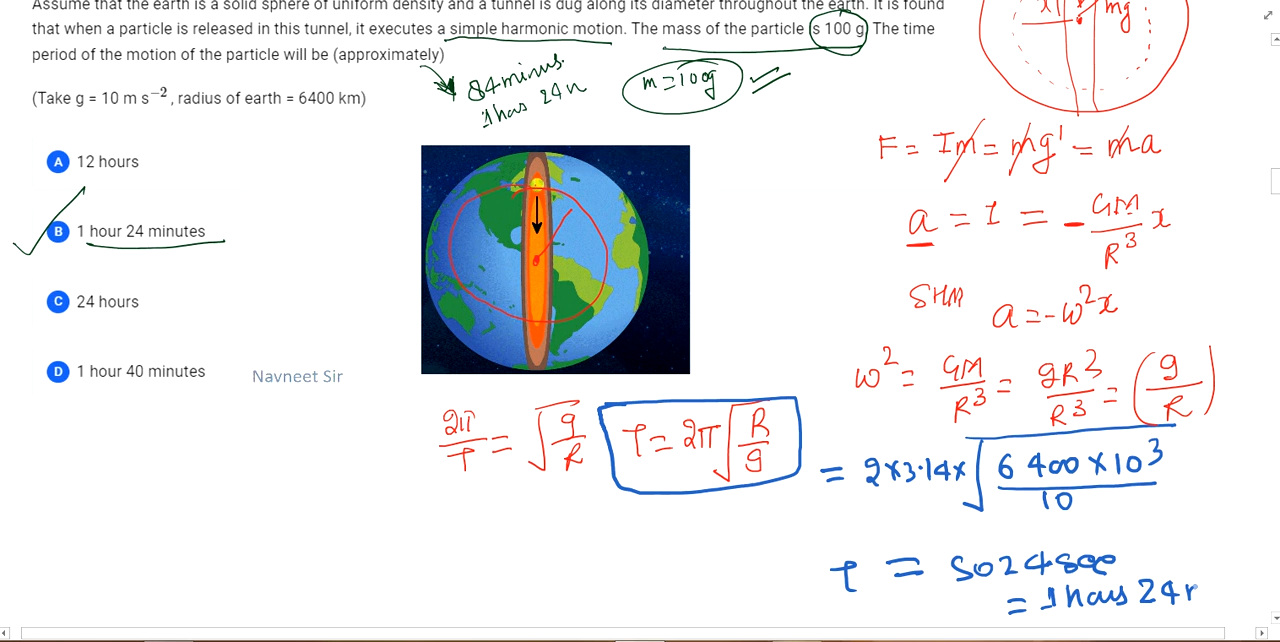 Assume that the earth is a solid sphere of uniform density and a tunnel is dug along its diameter throughout the earth. It is found
that when a particle is released in this tunnel, it executes a simple harmonic motion. The mass of the particle is 100 g. The time
period of the motion of the particle will be (approximately)
84 minus.
1 has 24 n
m = 100g
(Take g = 10 m s⁻², radius of earth = 6400 km)
A 12 hours
B 1 hour 24 minutes
C 24 hours
D 1 hour 40 minutes
Navneet Sir
x
mg
F = Im = mg' = ma
a = I = - GM/R³ x
SHM a = -ω²x
ω² = GM/R³ = gR²/R³ = (g/R)
2π/T = √(g/R) T = 2π√(R/g)
= 2×3.14×√(6400×10³/10)
T = 5024 sec
= 1 hour 24